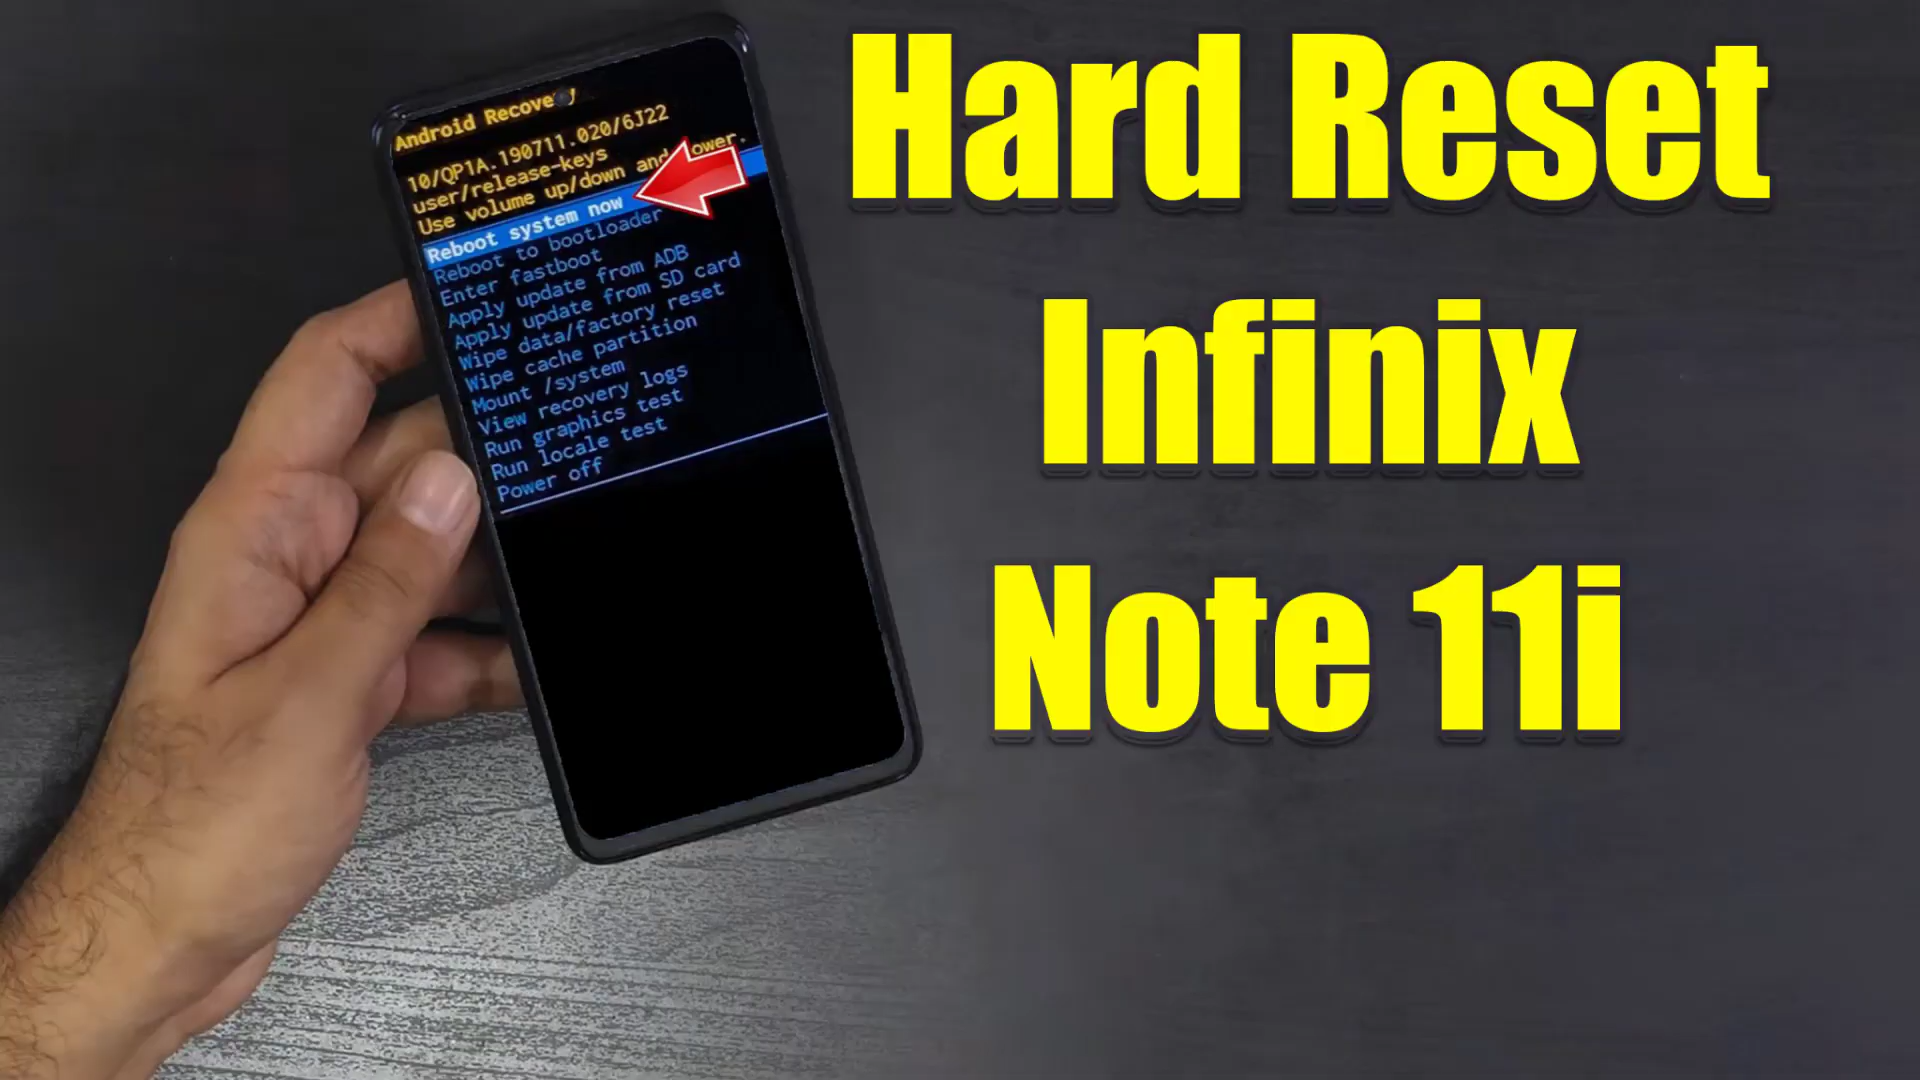 Android Recovery
10/QP1A.190711.020/6J22
user/release-keys
Use volume up/down and power.
Reboot system now
Reboot to bootloader
Enter fastboot
Apply update from ADB
Apply update from SD card
Wipe data/factory reset
Wipe cache partition
Mount /system
View recovery logs
Run graphics test
Run locale test
Power off
Hard Reset
Infinix
Note 11i